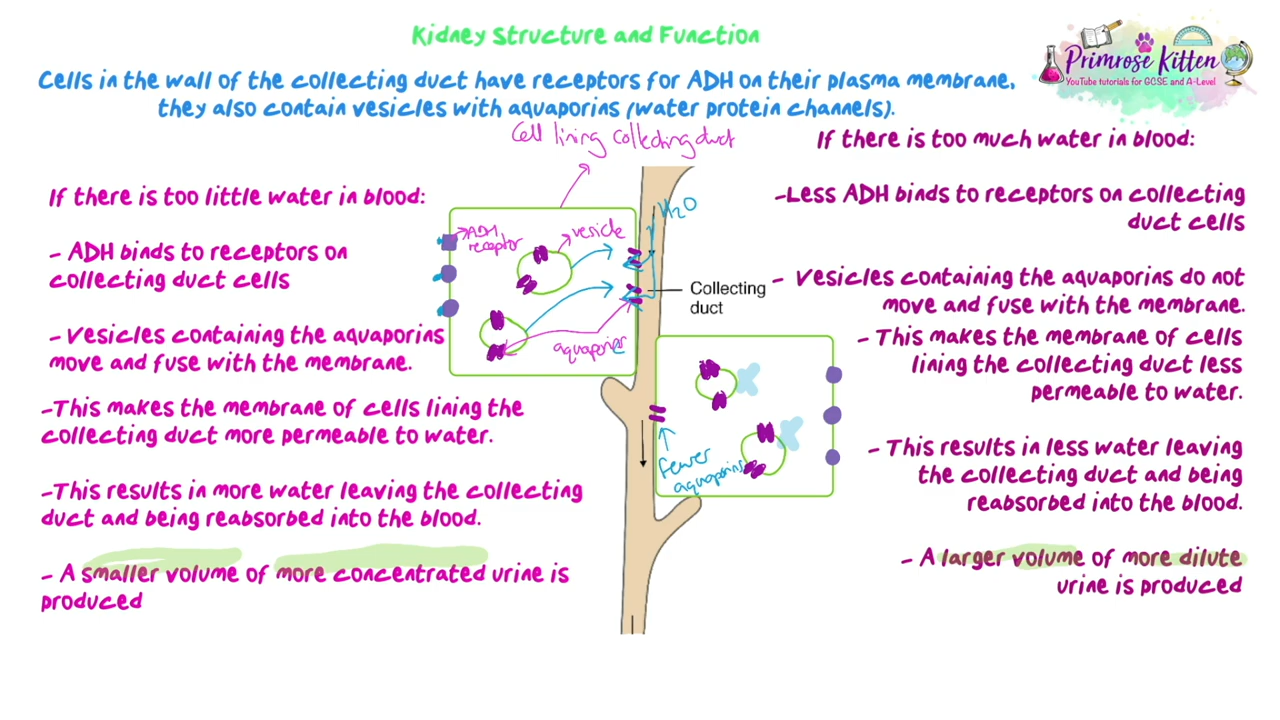 Kidney Structure and Function
Primrose Kitten
YouTube tutorials for GCSE and A-Level
Cells in the wall of the collecting duct have receptors for ADH on their plasma membrane,
they also contain vesicles with aquaporins (water protein channels).
If there is too little water in blood:
- ADH binds to receptors on
collecting duct cells
- Vesicles containing the aquaporins
move and fuse with the membrane.
-This makes the membrane of cells lining the
collecting duct more permeable to water.
-This results in more water leaving the collecting
duct and being reabsorbed into the blood.
- A smaller volume of more concentrated urine is
produced
Cell lining collecting duct
H₂O
ADH
receptor
vesicle
aquaporins
Collecting
duct
fewer
aquaporins
If there is too much water in blood:
-Less ADH binds to receptors on collecting
duct cells
- Vesicles containing the aquaporins do not
move and fuse with the membrane.
- This makes the membrane of cells
lining the collecting duct less
permeable to water.
- This results in less water leaving
the collecting duct and being
reabsorbed into the blood.
- A larger volume of more dilute
urine is produced